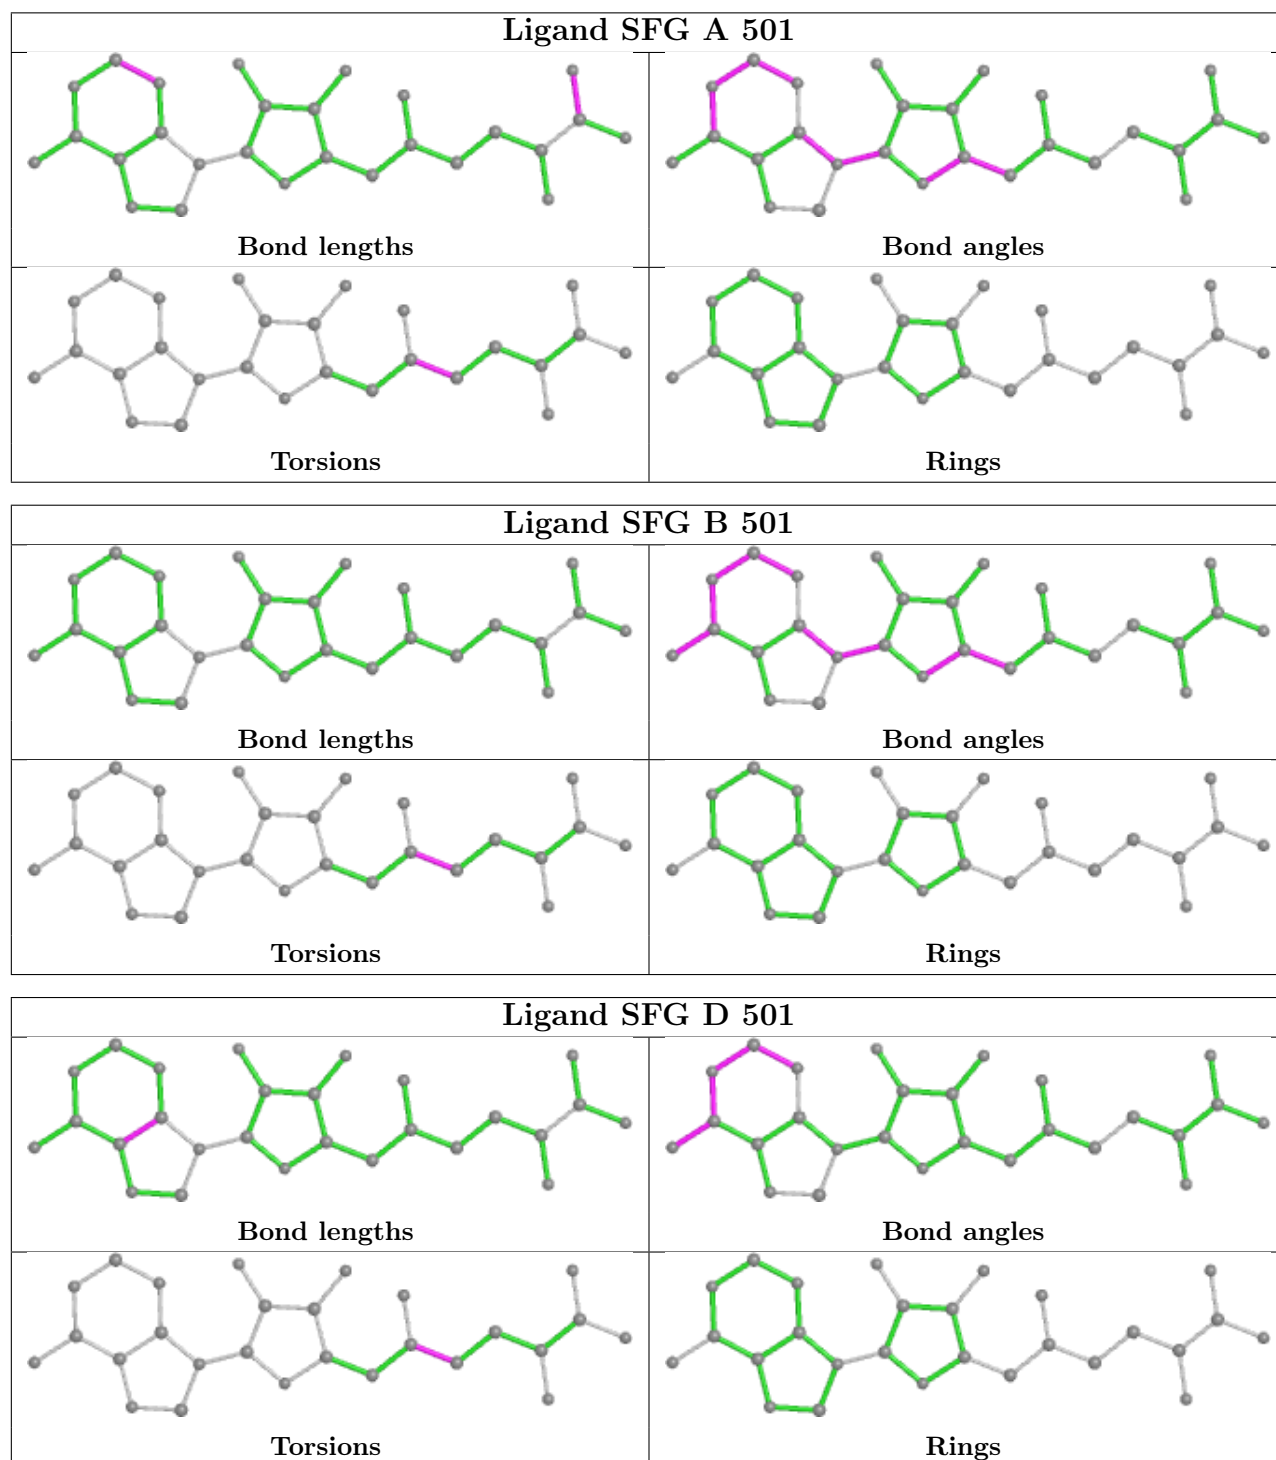 Ligand SFG A 501
Bond lengths
Bond angles
Torsions
Rings
Ligand SFG B 501
Bond lengths
Bond angles
Torsions
Rings
Ligand SFG D 501
Bond lengths
Bond angles
Torsions
Rings